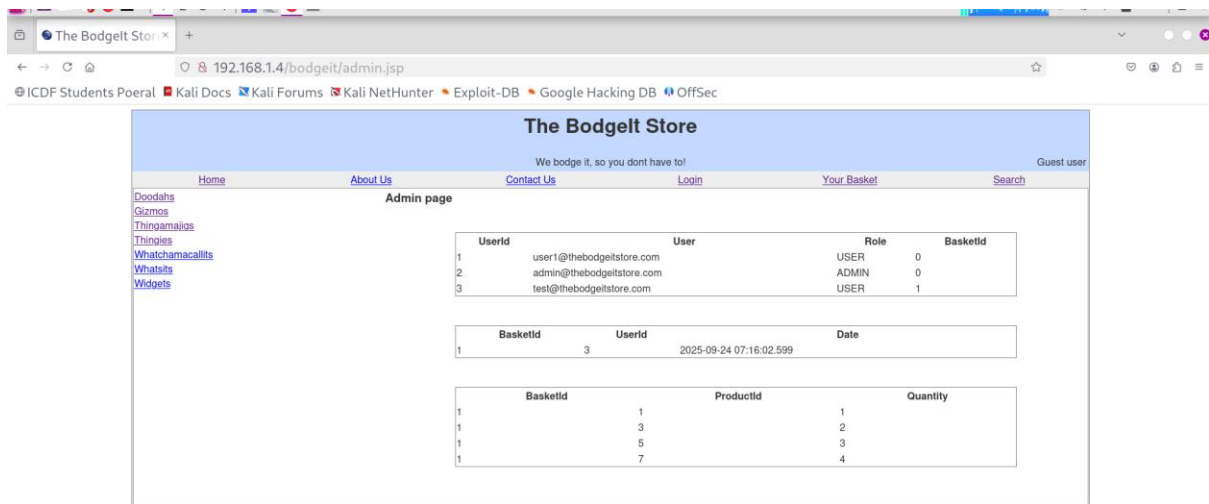 The BodgeIt Stor
192.168.1.4/bodgeit/admin.jsp
ICDF Students Poeral Kali Docs Kali Forums Kali NetHunter Exploit-DB Google Hacking DB OffSec
The BodgeIt Store
We bodge it, so you dont have to! Guest user
Home About Us Contact Us Login Your Basket Search
Doodahs
Gizmos
Thingamajigs
Thingies
Whatchamacallits
Whatsits
Widgets
Admin page
UserId User Role BasketId
1 user1@thebodgeitstore.com USER 0
2 admin@thebodgeitstore.com ADMIN 0
3 test@thebodgeitstore.com USER 1
BasketId UserId Date
1 3 2025-09-24 07:16:02.599
BasketId ProductId Quantity
1 1 1
1 3 2
1 5 3
1 7 4